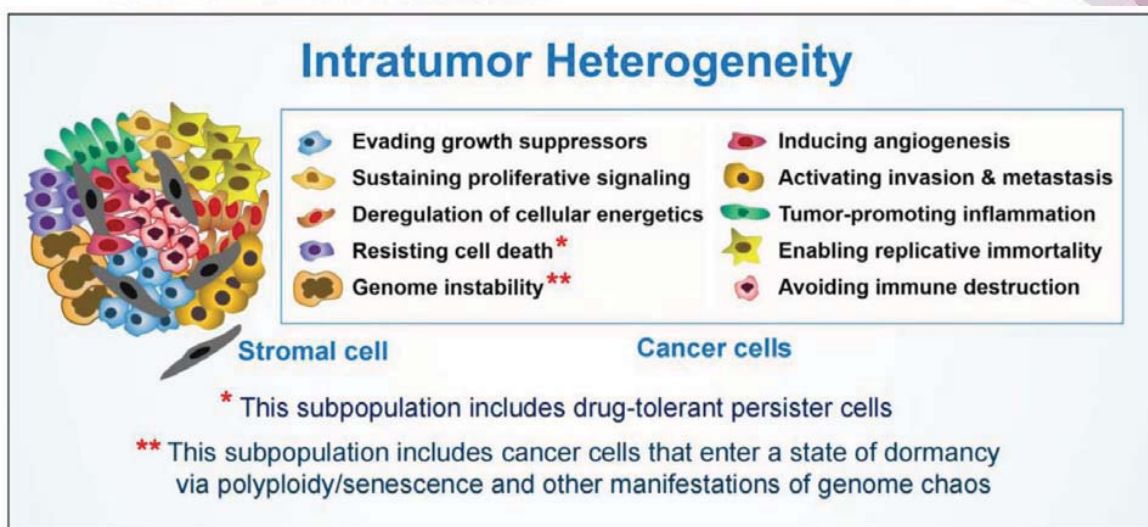 Intratumor Heterogeneity
Evading growth suppressors
Sustaining proliferative signaling
Deregulation of cellular energetics
Resisting cell death*
Genome instability**
Inducing angiogenesis
Activating invasion & metastasis
Tumor-promoting inflammation
Enabling replicative immortality
Avoiding immune destruction
Stromal cell
Cancer cells
* This subpopulation includes drug-tolerant persister cells
** This subpopulation includes cancer cells that enter a state of dormancy
via polyploidy/senescence and other manifestations of genome chaos